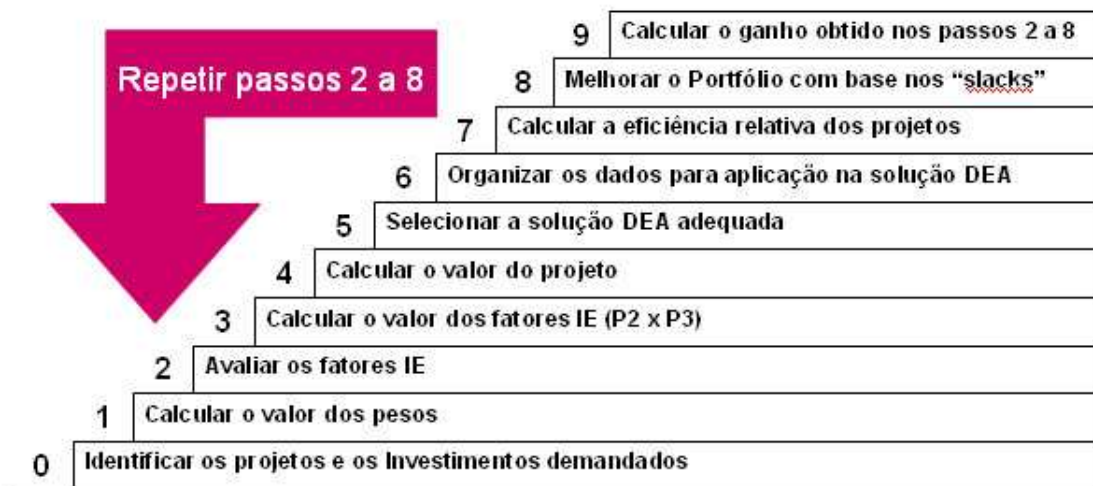 9 Calcular o ganho obtido nos passos 2 a 8
Repetir passos 2 a 8
8 Melhorar o Portfólio com base nos “slacks”
7 Calcular a eficiência relativa dos projetos
6 Organizar os dados para aplicação na solução DEA
5 Selecionar a solução DEA adequada
4 Calcular o valor do projeto
3 Calcular o valor dos fatores IE (P2 x P3)
2 Avaliar os fatores IE
1 Calcular o valor dos pesos
0 Identificar os projetos e os Investimentos demandados